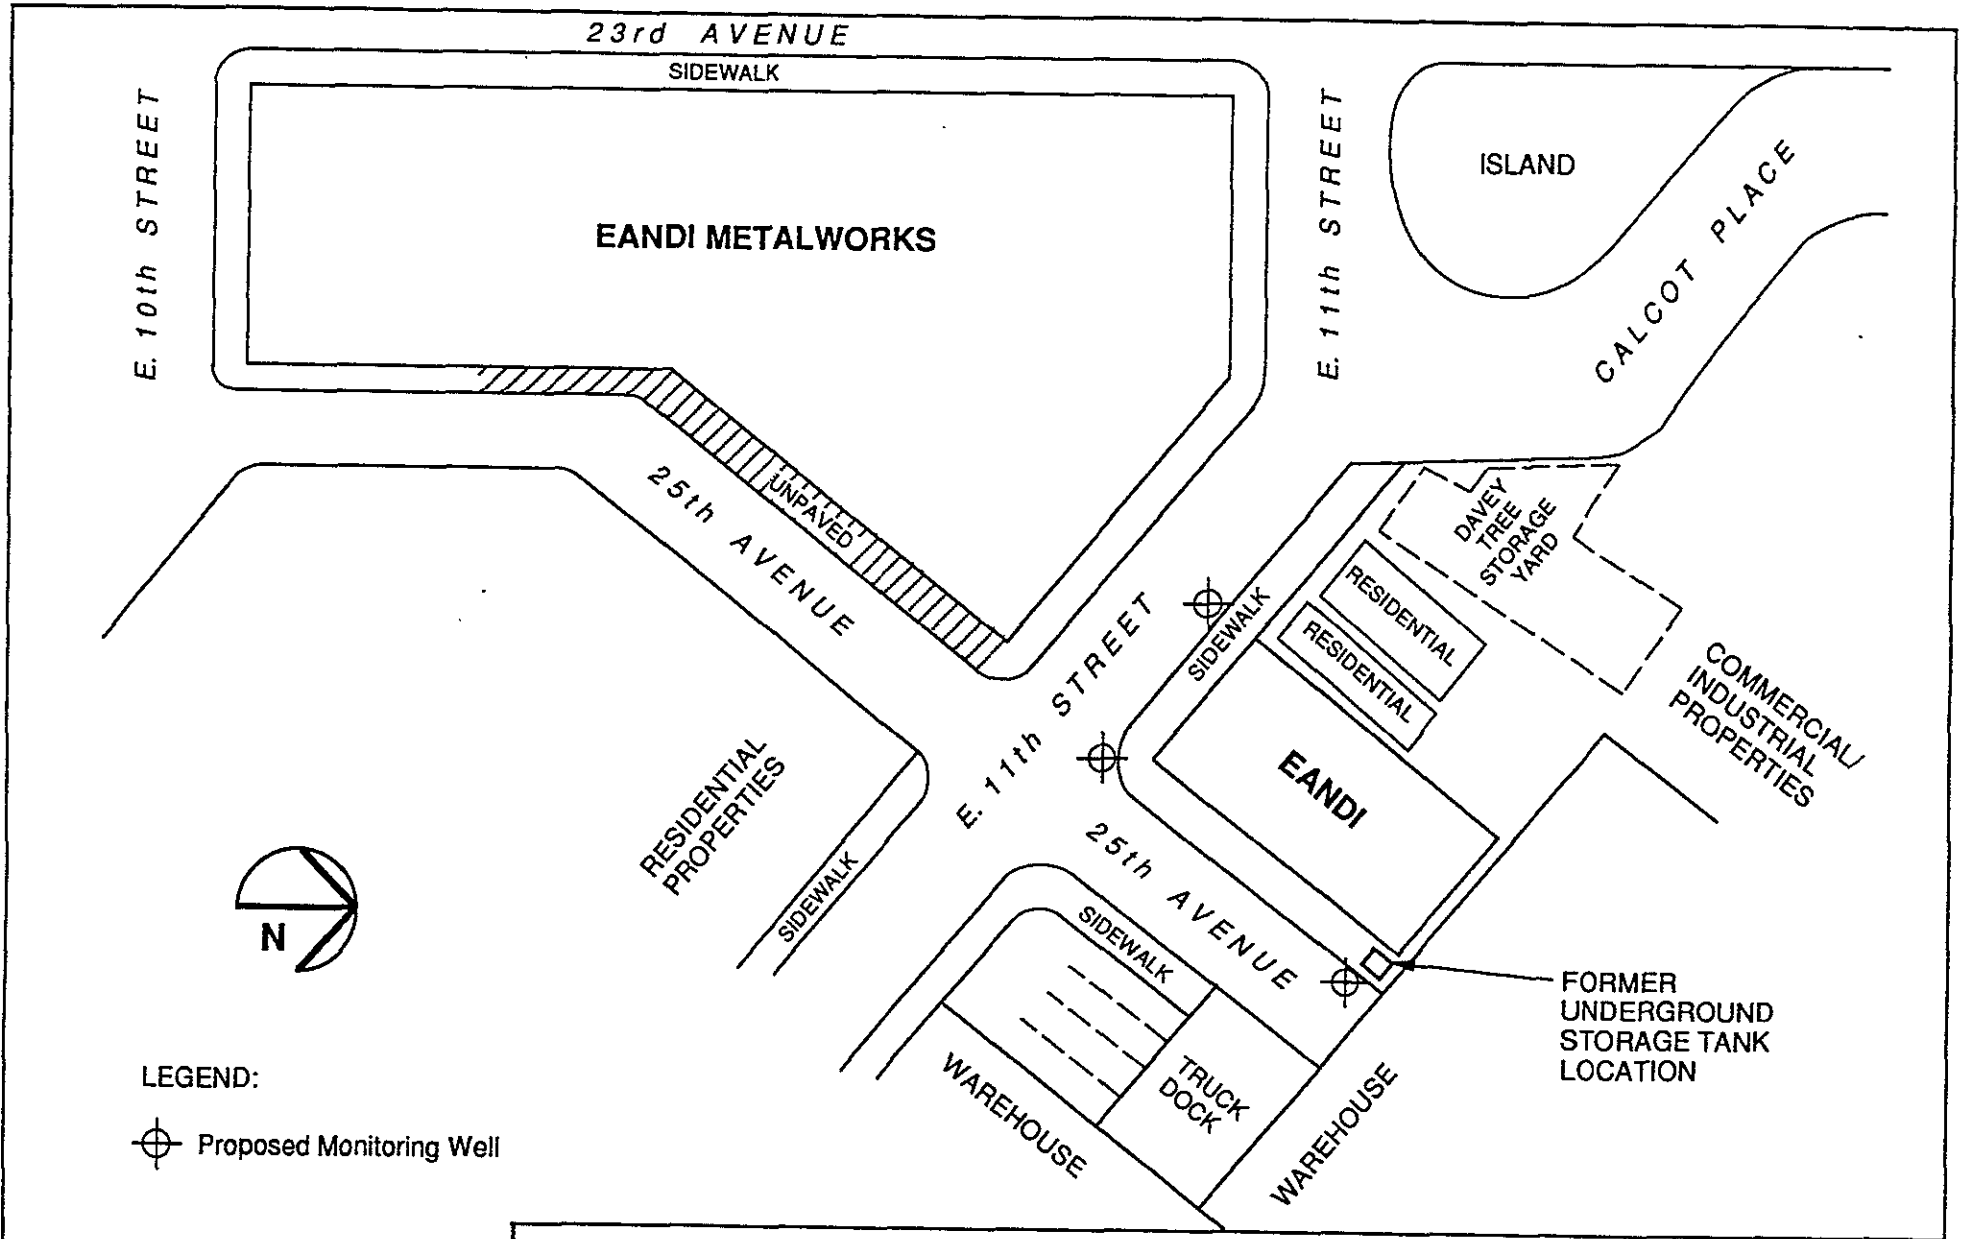 23rd AVENUE
SIDEWALK
E. 10th STREET
EANDI METALWORKS
E. 11th STREET
ISLAND
CALCOT PLACE
25th AVENUE
UNPAVED
DAVEY
TREE
STORAGE
YARD
RESIDENTIAL
RESIDENTIAL
SIDEWALK
E. 11th STREET
COMMERCIAL/
INDUSTRIAL
PROPERTIES
EANDI
RESIDENTIAL
PROPERTIES
SIDEWALK
25th AVENUE
SIDEWALK
N
FORMER
UNDERGROUND
STORAGE TANK
LOCATION
WAREHOUSE
TRUCK
DOCK
WAREHOUSE
LEGEND:
Proposed Monitoring Well